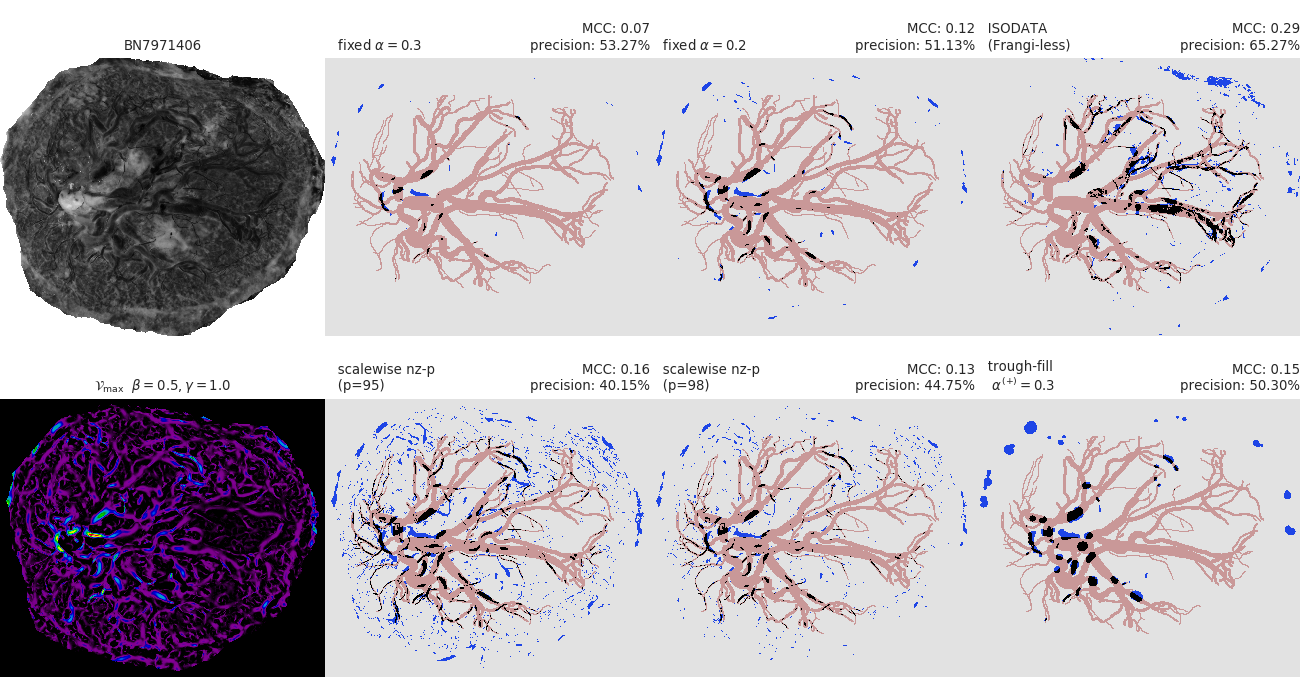 BN7971406
MCC: 0.07
fixed α = 0.3 precision: 53.27%
MCC: 0.12
fixed α = 0.2 precision: 51.13%
ISODATA MCC: 0.29
(Frangi-less) precision: 65.27%
𝒱max β = 0.5, γ = 1.0
scalewise nz-p MCC: 0.16
(p=95) precision: 40.15%
scalewise nz-p MCC: 0.13
(p=98) precision: 44.75%
trough-fill MCC: 0.15
α(+) = 0.3 precision: 50.30%